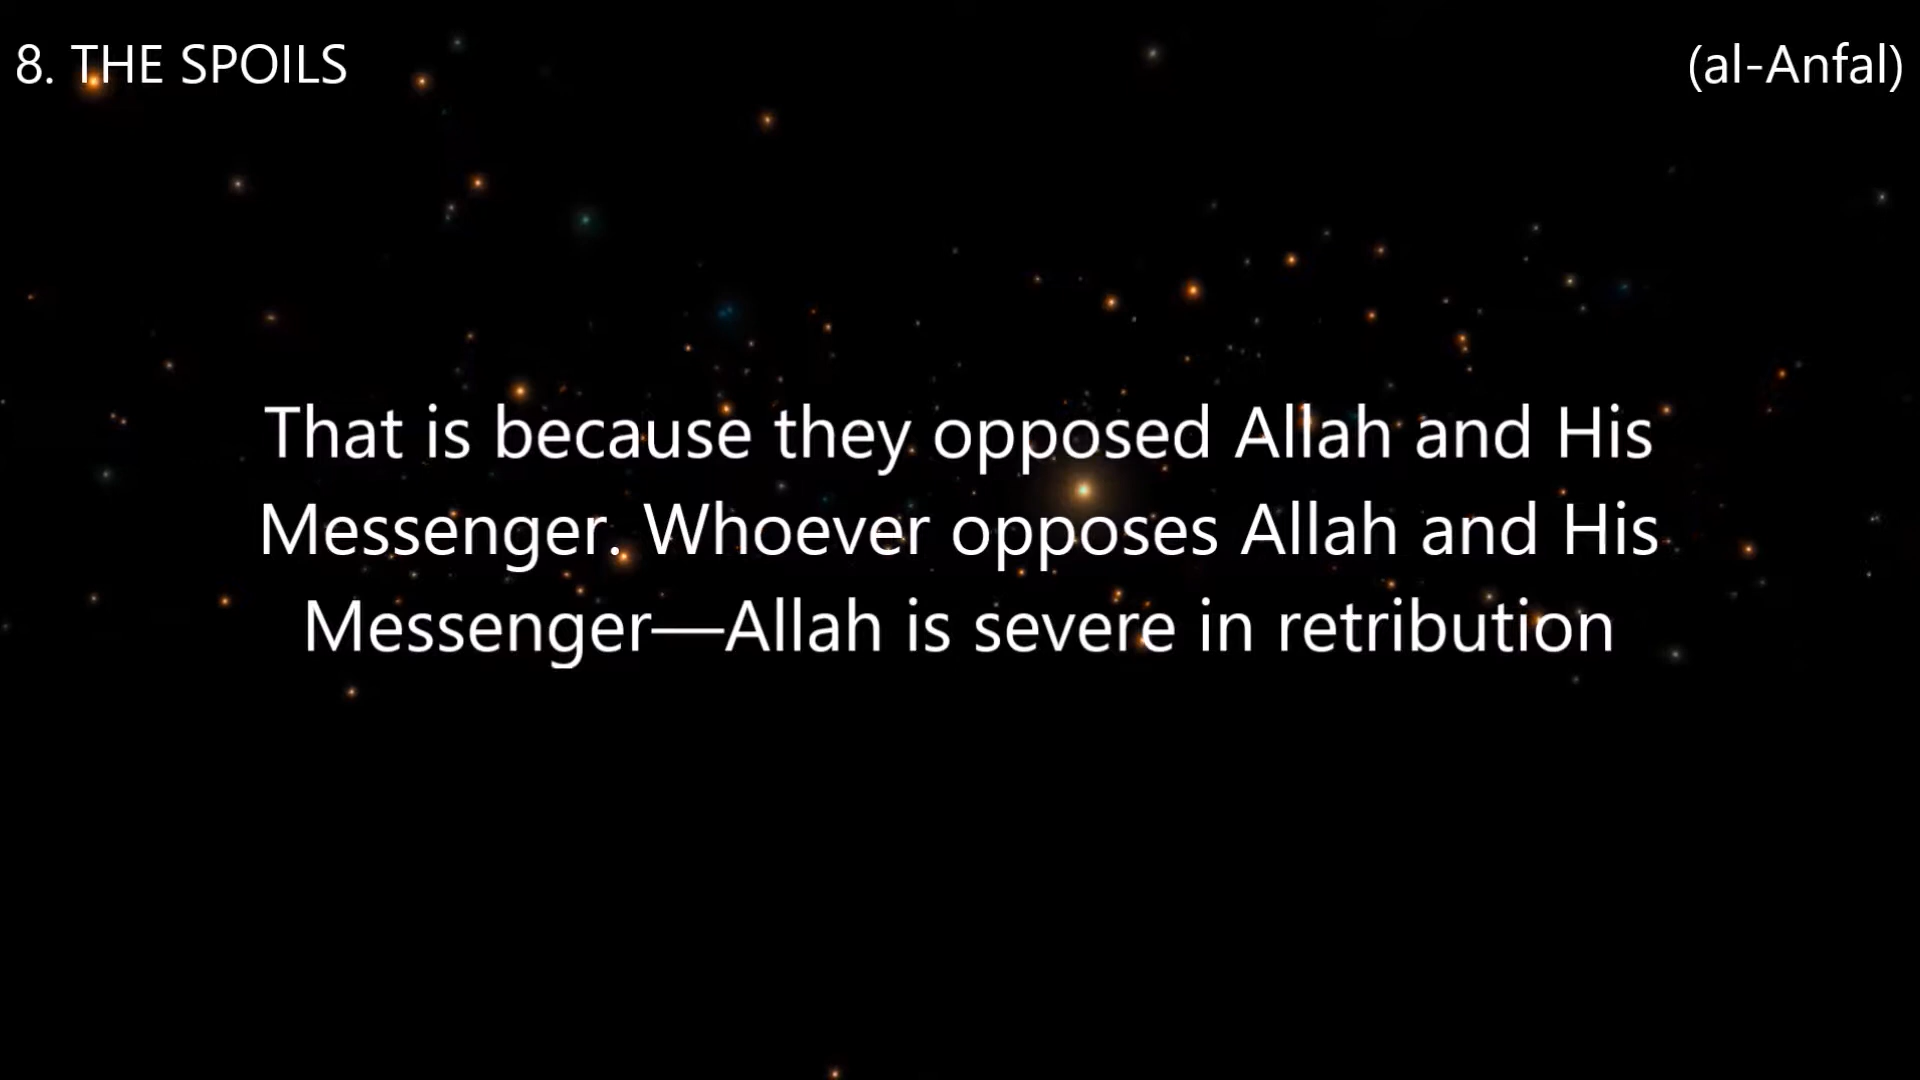 8. THE SPOILS
(al-Anfal)
That is because they opposed Allah and His
Messenger. Whoever opposes Allah and His
Messenger—Allah is severe in retribution